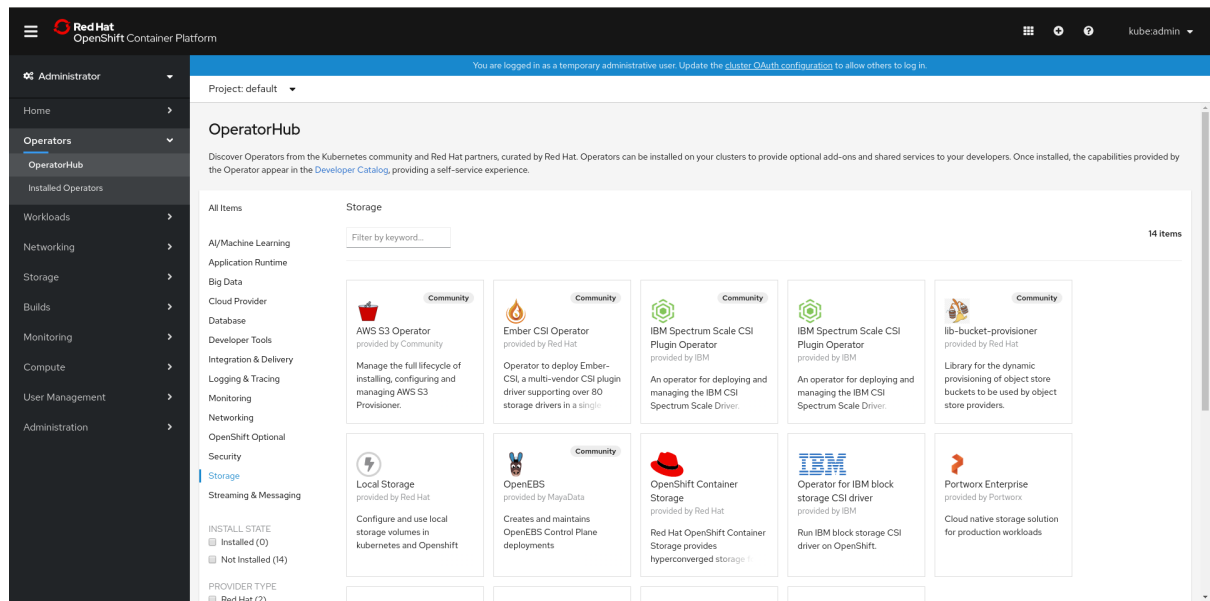 Red Hat
OpenShift Container Platform
kube:admin
Administrator
You are logged in as a temporary administrative user. Update the cluster OAuth configuration to allow others to log in.
Project: default
Home
Operators
OperatorHub
Installed Operators
Workloads
Networking
Storage
Builds
Monitoring
Compute
User Management
Administration
OperatorHub
Discover Operators from the Kubernetes community and Red Hat partners, curated by Red Hat. Operators can be installed on your clusters to provide optional add-ons and shared services to your developers. Once installed, the capabilities provided by
the Operator appear in the Developer Catalog, providing a self-service experience.
All Items
AI/Machine Learning
Application Runtime
Big Data
Cloud Provider
Database
Developer Tools
Integration & Delivery
Logging & Tracing
Monitoring
Networking
OpenShift Optional
Security
Storage
Streaming & Messaging
INSTALL STATE
Installed (0)
Not Installed (14)
PROVIDER TYPE
Red Hat (2)
Storage
Filter by keyword...
14 items
Community
AWS S3 Operator
provided by Community
Manage the full lifecycle of
installing, configuring and
managing AWS S3
Provisioner.
Community
Ember CSI Operator
provided by Red Hat
Operator to deploy Ember-
CSI, a multi-vendor CSI plugin
driver supporting over 80
storage drivers in a single
Community
IBM Spectrum Scale CSI
Plugin Operator
provided by IBM
An operator for deploying and
managing the IBM CSI
Spectrum Scale Driver.
IBM Spectrum Scale CSI
Plugin Operator
provided by IBM
An operator for deploying and
managing the IBM CSI
Spectrum Scale Driver.
Community
lib-bucket-provisioner
provided by Red Hat
Library for the dynamic
provisioning of object store
buckets to be used by object
store providers.
Local Storage
provided by Red Hat
Configure and use local
storage volumes in
kubernetes and Openshift
Community
OpenEBS
provided by MayaData
Creates and maintains
OpenEBS Control Plane
deployments
OpenShift Container
Storage
provided by Red Hat
Red Hat OpenShift Container
Storage provides
hyperconverged storage
IBM
Operator for IBM block
storage CSI driver
provided by IBM
Run IBM block storage CSI
driver on OpenShift.
Portworx Enterprise
provided by Portworx
Cloud native storage solution
for production workloads